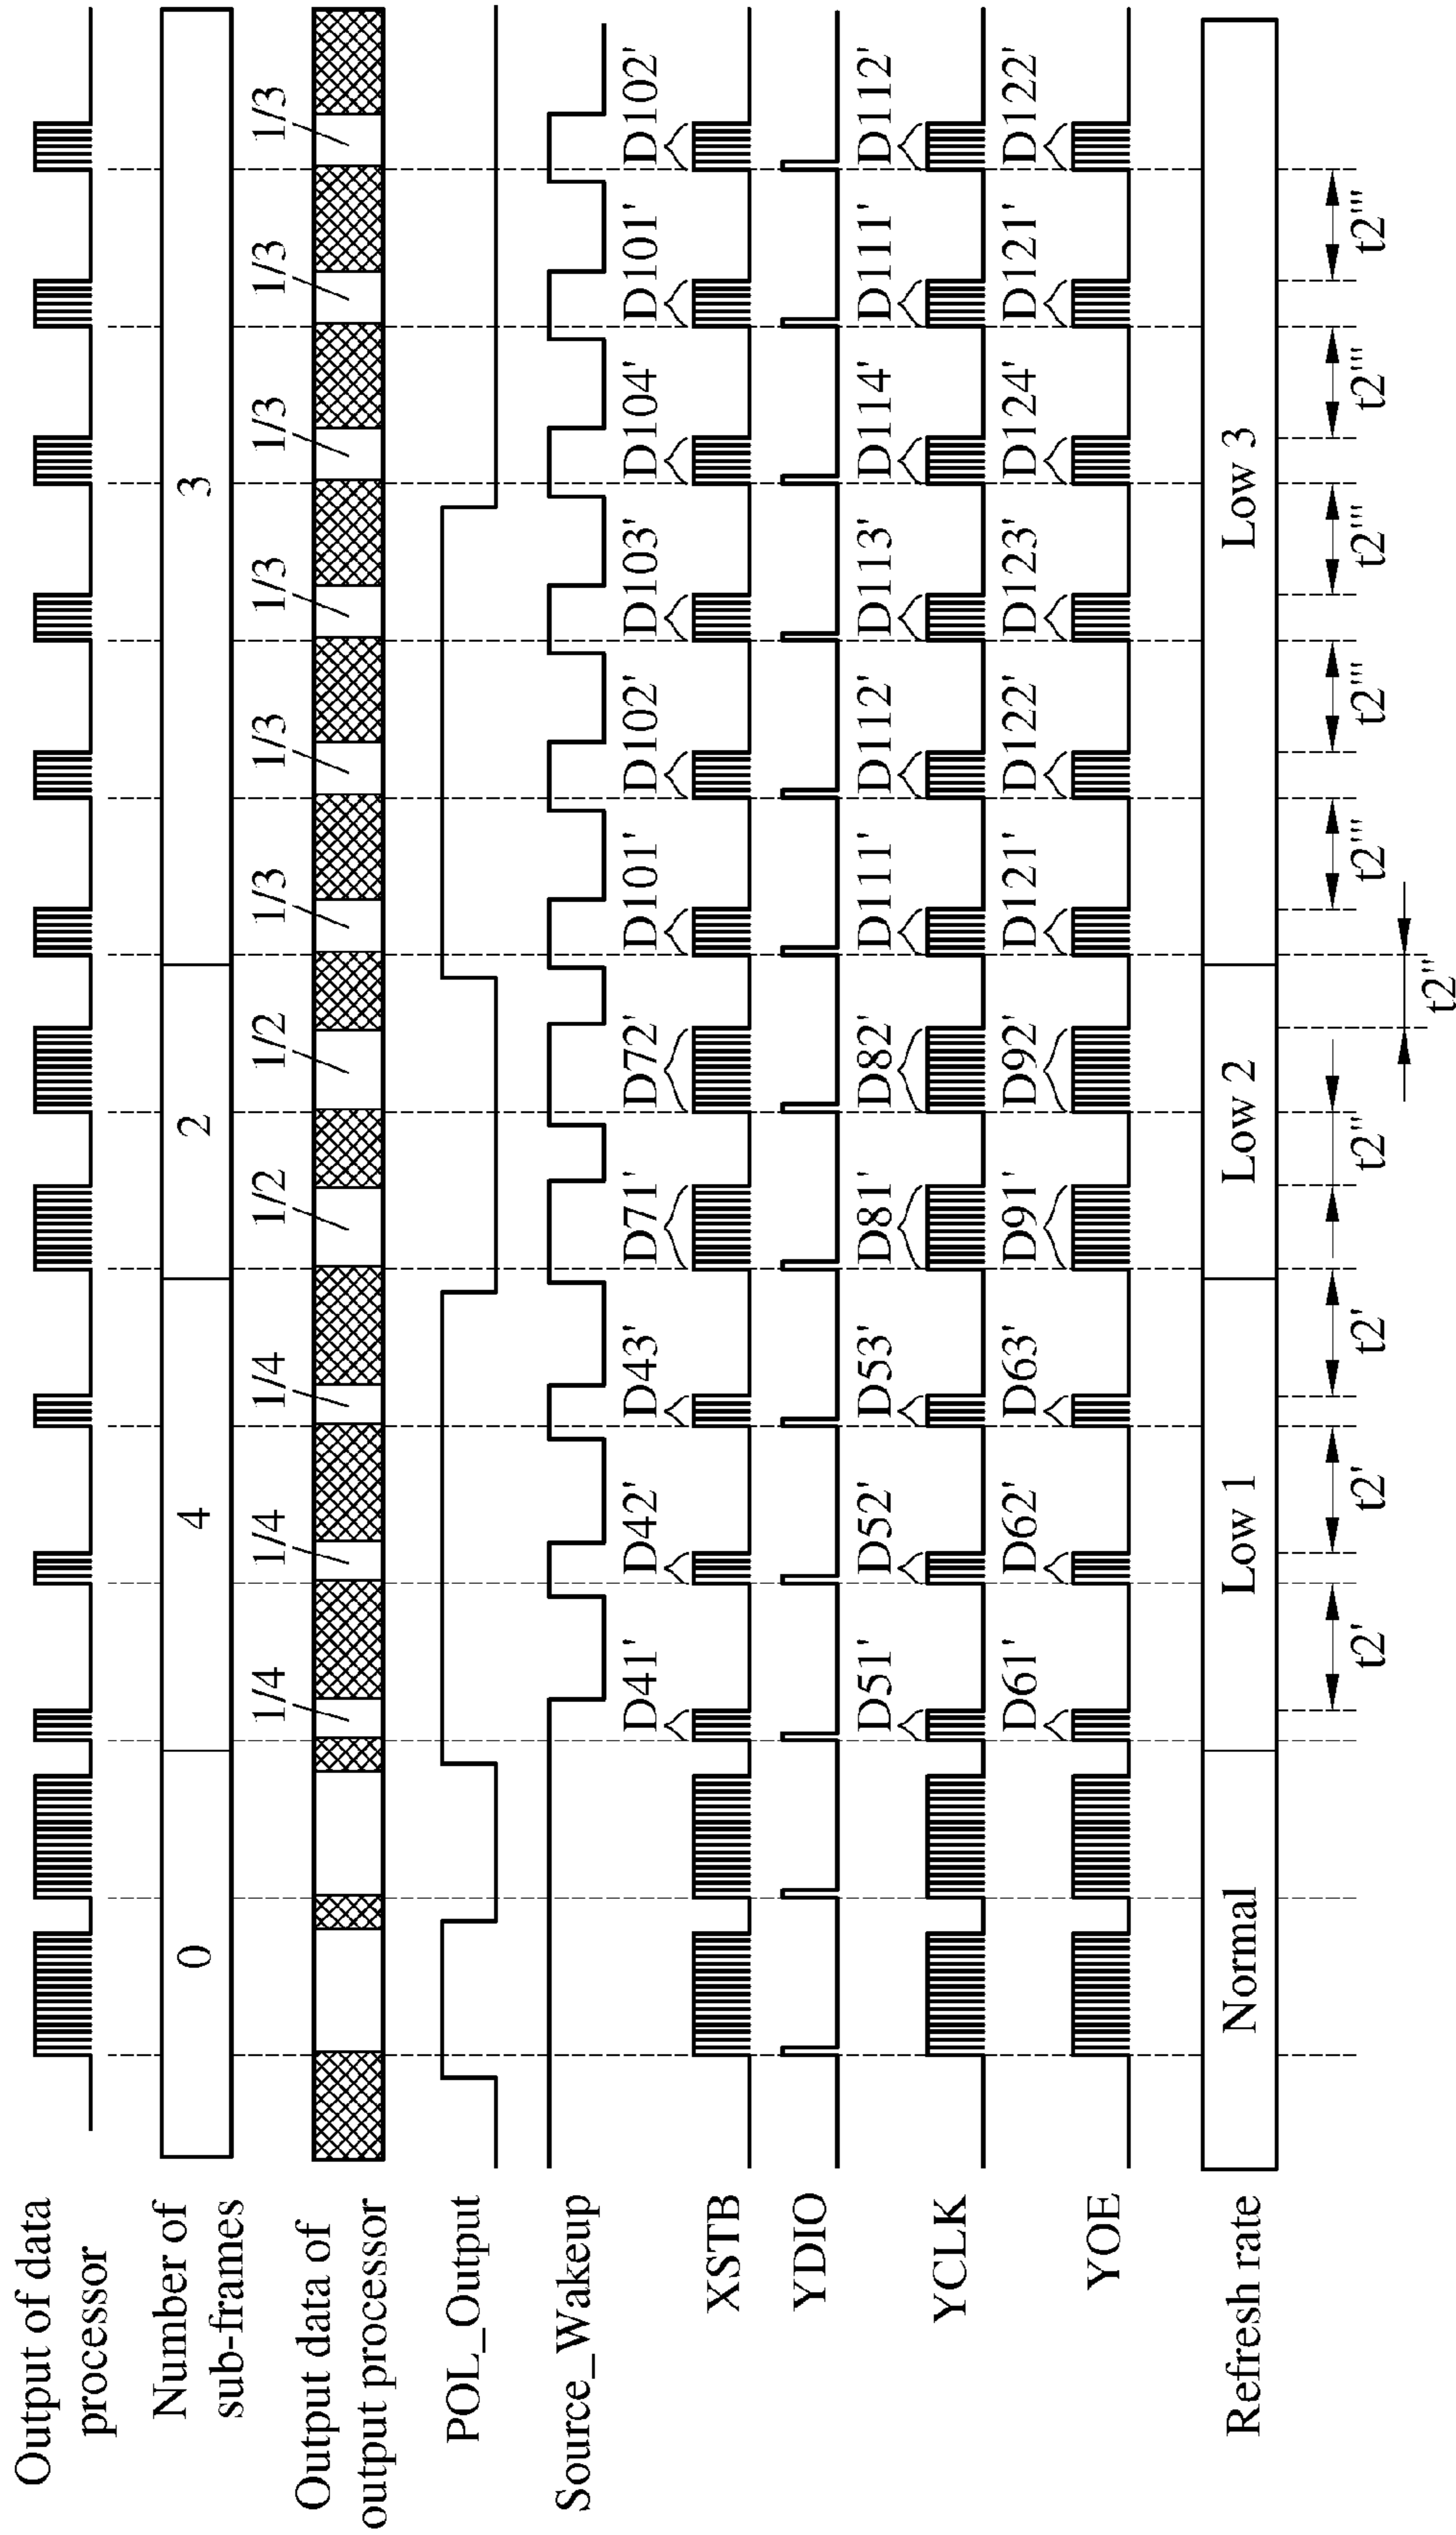 Output of data
processor
Number of
sub-frames
0 4 2 3
1/4 1/4 1/4 1/2 1/2 1/3 1/3 1/3 1/3 1/3 1/3
Output data of
output processor
POL_Output
Source_Wakeup
D41' D42' D43' D71' D72' D101' D102' D103' D104' D101' D102'
XSTB
YDIO
D51' D52' D53' D81' D82' D111' D112' D113' D114' D111' D112'
YCLK
D61' D62' D63' D91' D92' D121' D122' D123' D124' D121' D122'
YOE
Refresh rate Normal Low 1 Low 2 Low 3
t2' t2' t2' t2'' t2''' t2''' t2''' t2''' t2'''
t2''